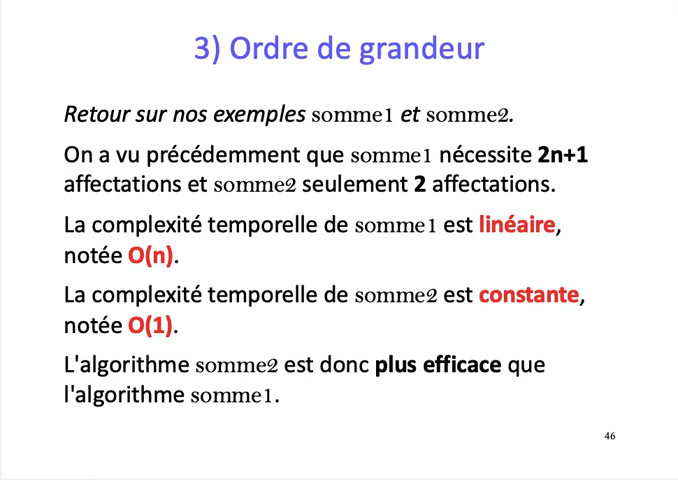 3) Ordre de grandeur
Retour sur nos exemples somme1 et somme2.
On a vu précédemment que somme1 nécessite 2n+1
affectations et somme2 seulement 2 affectations.
La complexité temporelle de somme1 est linéaire,
notée O(n).
La complexité temporelle de somme2 est constante,
notée O(1).
L'algorithme somme2 est donc plus efficace que
l'algorithme somme1.
46